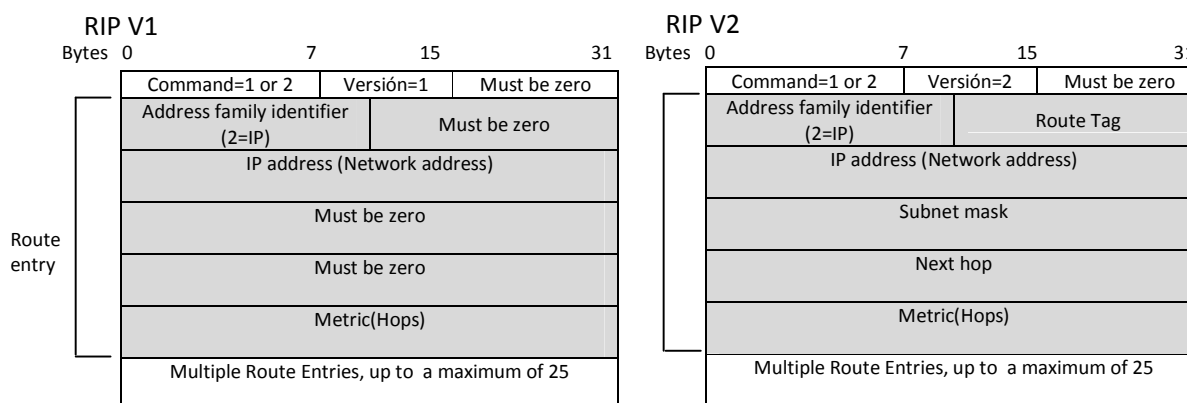 RIP V1
Bytes 0 7 15 31
Command=1 or 2 Versión=1 Must be zero
Address family identifier
(2=IP)
Must be zero
IP address (Network address)
Must be zero
Must be zero
Metric(Hops)
Multiple Route Entries, up to a maximum of 25
Route
entry
RIP V2
Bytes 0 7 15 31
Command=1 or 2 Versión=2 Must be zero
Address family identifier
(2=IP)
Route Tag
IP address (Network address)
Subnet mask
Next hop
Metric(Hops)
Multiple Route Entries, up to a maximum of 25